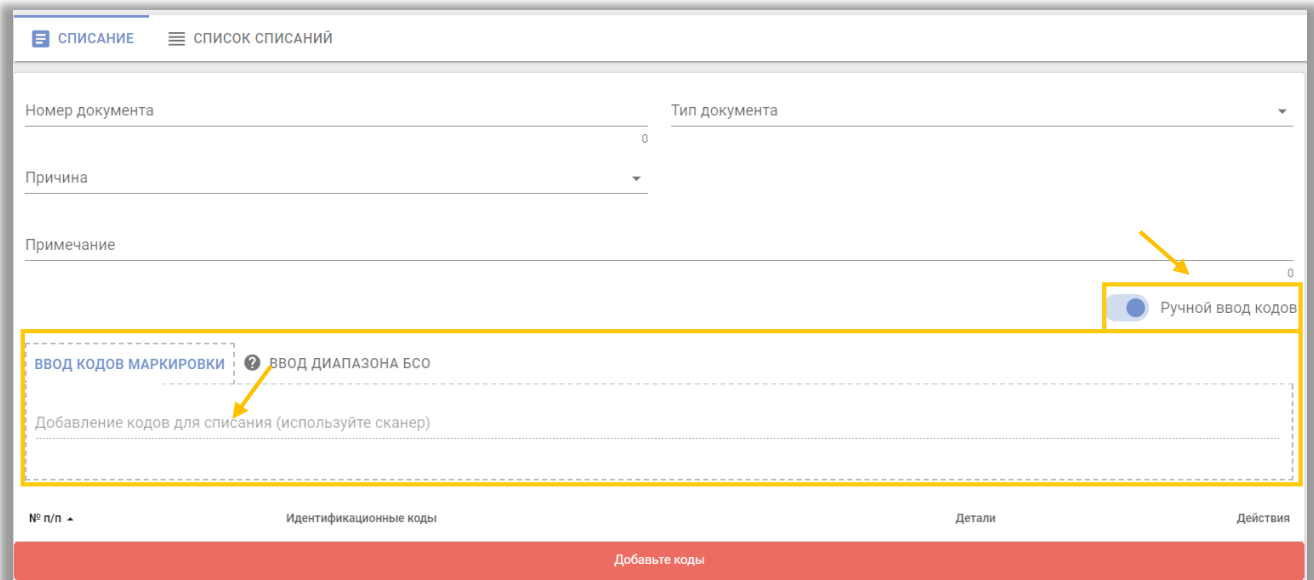 СПИСАНИЕ СПИСОК СПИСАНИЙ
Номер документа Тип документа
0
Причина
Примечание
0
Ручной ввод кодов
ВВОД КОДОВ МАРКИРОВКИ ? ВВОД ДИАПАЗОНА БСО
Добавление кодов для списания (используйте сканер)
№ п/п Идентификационные коды Детали Действия
Добавьте коды